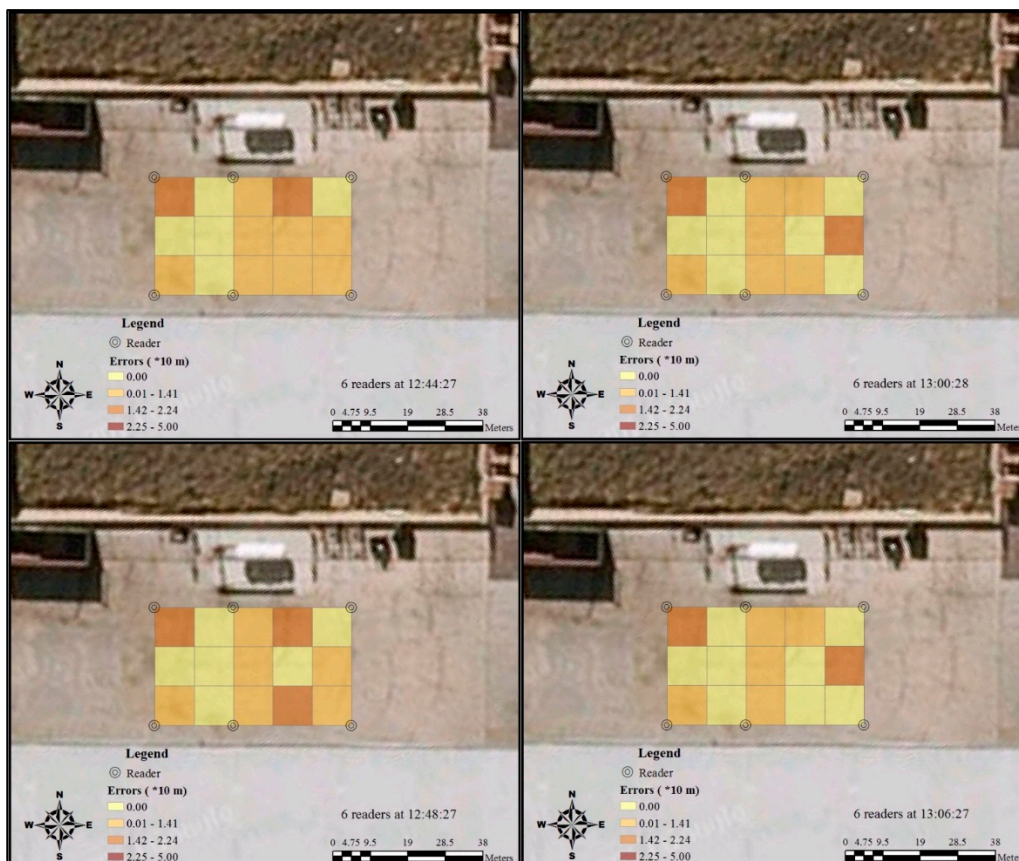 Legend
Reader
Errors ( *10 m)
0.00
0.01 - 1.41
1.42 - 2.24
2.25 - 5.00
N
W E
S
6 readers at 12:44:27
0 4.75 9.5 19 28.5 38
Meters
Legend
Reader
Errors ( *10 m)
0.00
0.01 - 1.41
1.42 - 2.24
2.25 - 5.00
N
W E
S
6 readers at 13:00:28
0 4.75 9.5 19 28.5 38
Meters
Legend
Reader
Errors ( *10 m)
0.00
0.01 - 1.41
1.42 - 2.24
2.25 - 5.00
N
W E
S
6 readers at 12:48:27
0 4.75 9.5 19 28.5 38
Meters
Legend
Reader
Errors ( *10 m)
0.00
0.01 - 1.41
1.42 - 2.24
2.25 - 5.00
N
W E
S
6 readers at 13:06:27
0 4.75 9.5 19 28.5 38
Meters